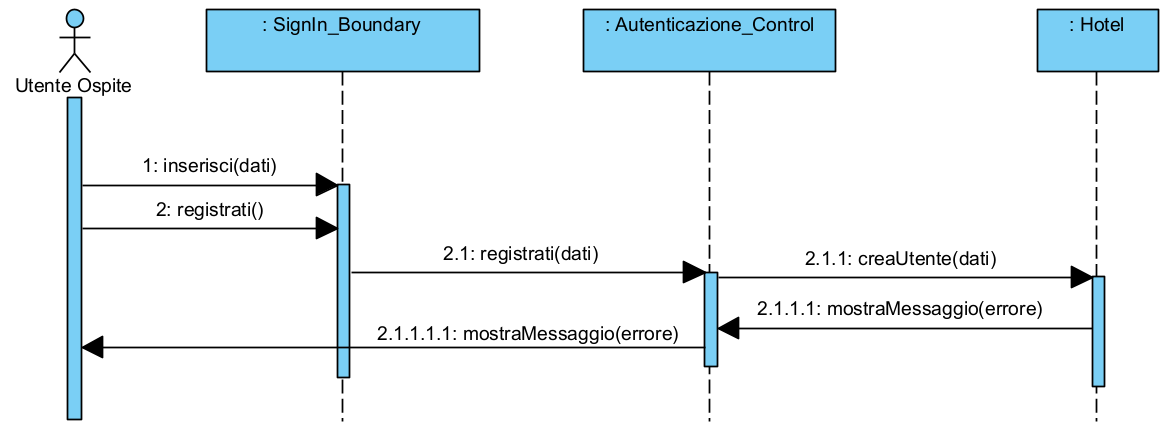 : SignIn_Boundary
: Autenticazione_Control
: Hotel
Utente Ospite
1: inserisci(dati)
2: registrati()
2.1: registrati(dati)
2.1.1: creaUtente(dati)
2.1.1.1: mostraMessaggio(errore)
2.1.1.1.1: mostraMessaggio(errore)